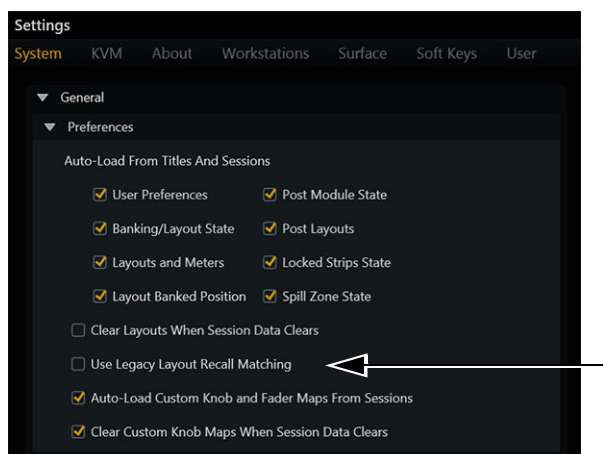 Settings
System KVM About Workstations Surface Soft Keys User
General
Preferences
Auto-Load From Titles And Sessions
User Preferences Post Module State
Banking/Layout State Post Layouts
Layouts and Meters Locked Strips State
Layout Banked Position Spill Zone State
Clear Layouts When Session Data Clears
Use Legacy Layout Recall Matching
Auto-Load Custom Knob and Fader Maps From Sessions
Clear Custom Knob Maps When Session Data Clears